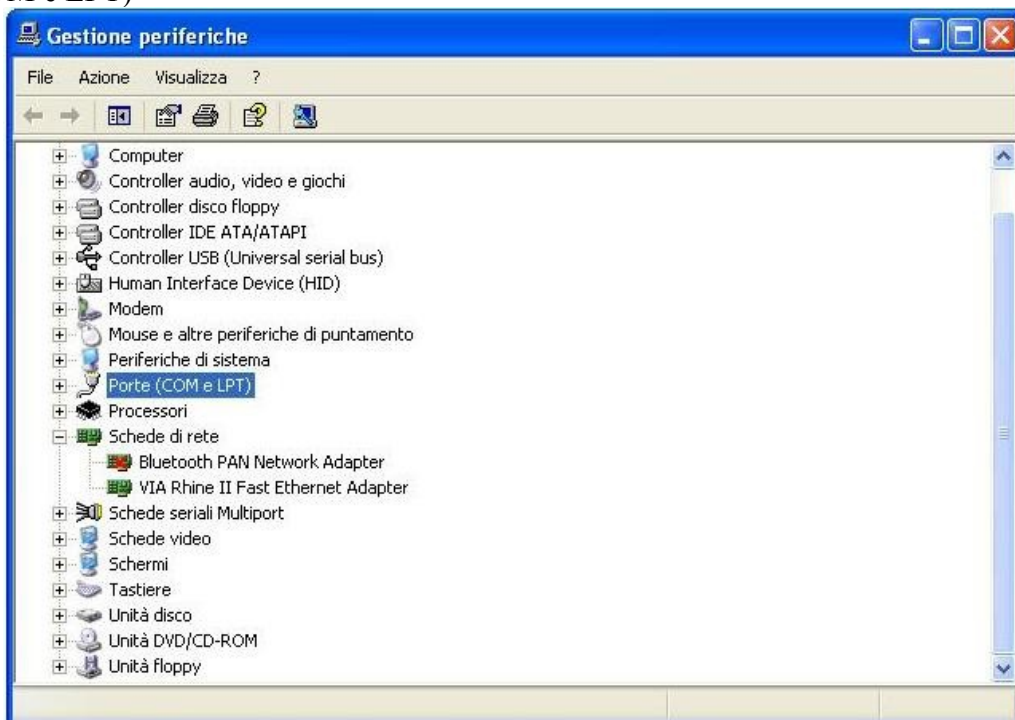 Gestione periferiche
File Azione Visualizza ?
Computer
Controller audio, video e giochi
Controller disco floppy
Controller IDE ATA/ATAPI
Controller USB (Universal serial bus)
Human Interface Device (HID)
Modem
Mouse e altre periferiche di puntamento
Periferiche di sistema
Porte (COM e LPT)
Processori
Schede di rete
Bluetooth PAN Network Adapter
VIA Rhine II Fast Ethernet Adapter
Schede seriali Multiport
Schede video
Schermi
Tastiere
Unità disco
Unità DVD/CD-ROM
Unità floppy